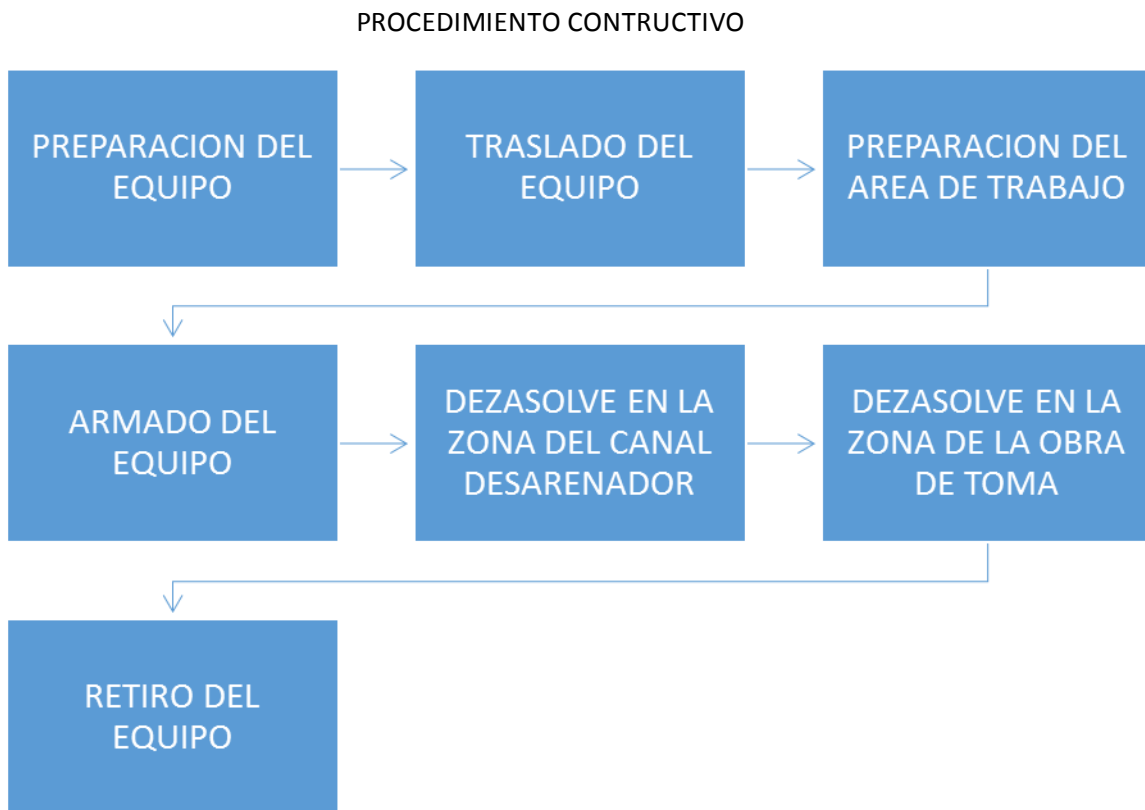 PROCEDIMIENTO CONTRUCTIVO
PREPARACION DEL
EQUIPO
TRASLADO DEL
EQUIPO
PREPARACION DEL
AREA DE TRABAJO
ARMADO DEL
EQUIPO
DEZASOLVE EN LA
ZONA DEL CANAL
DESARENADOR
DEZASOLVE EN LA
ZONA DE LA OBRA
DE TOMA
RETIRO DEL
EQUIPO